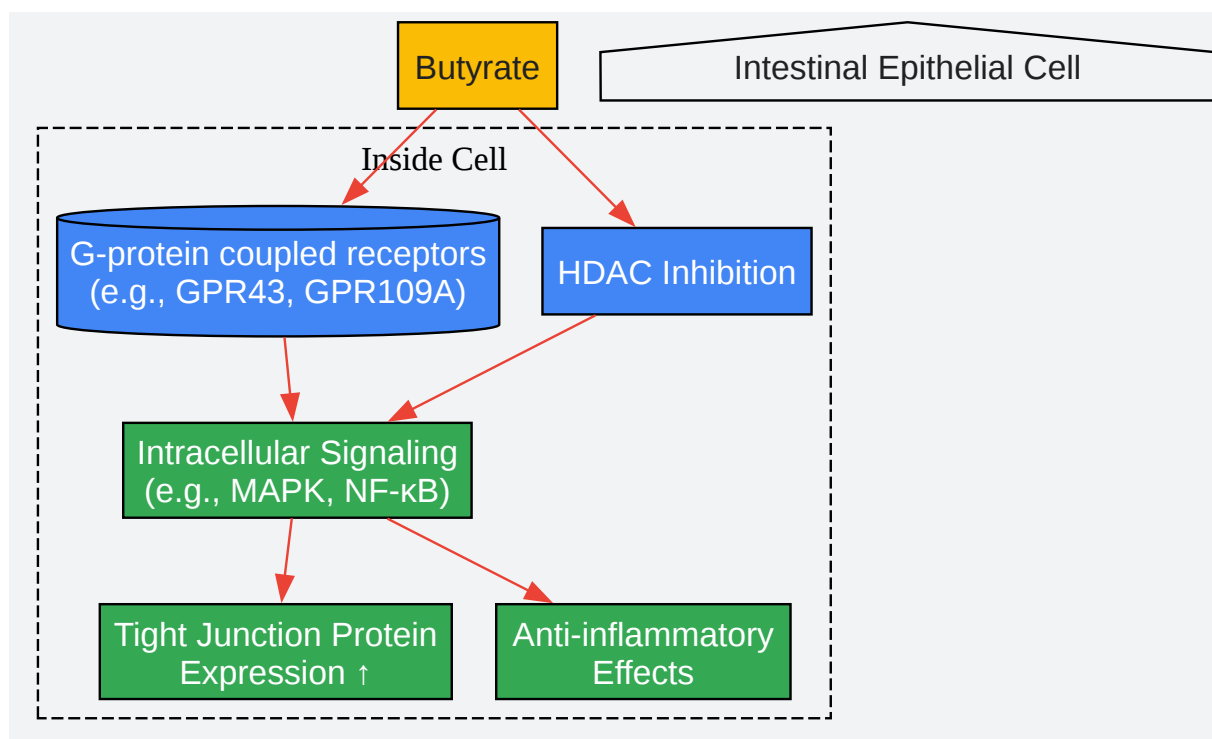 Butyrate
Intestinal Epithelial Cell
Inside Cell
G-protein coupled receptors
(e.g., GPR43, GPR109A)
HDAC Inhibition
Intracellular Signaling
(e.g., MAPK, NF-κB)
Tight Junction Protein
Expression ↑
Anti-inflammatory
Effects